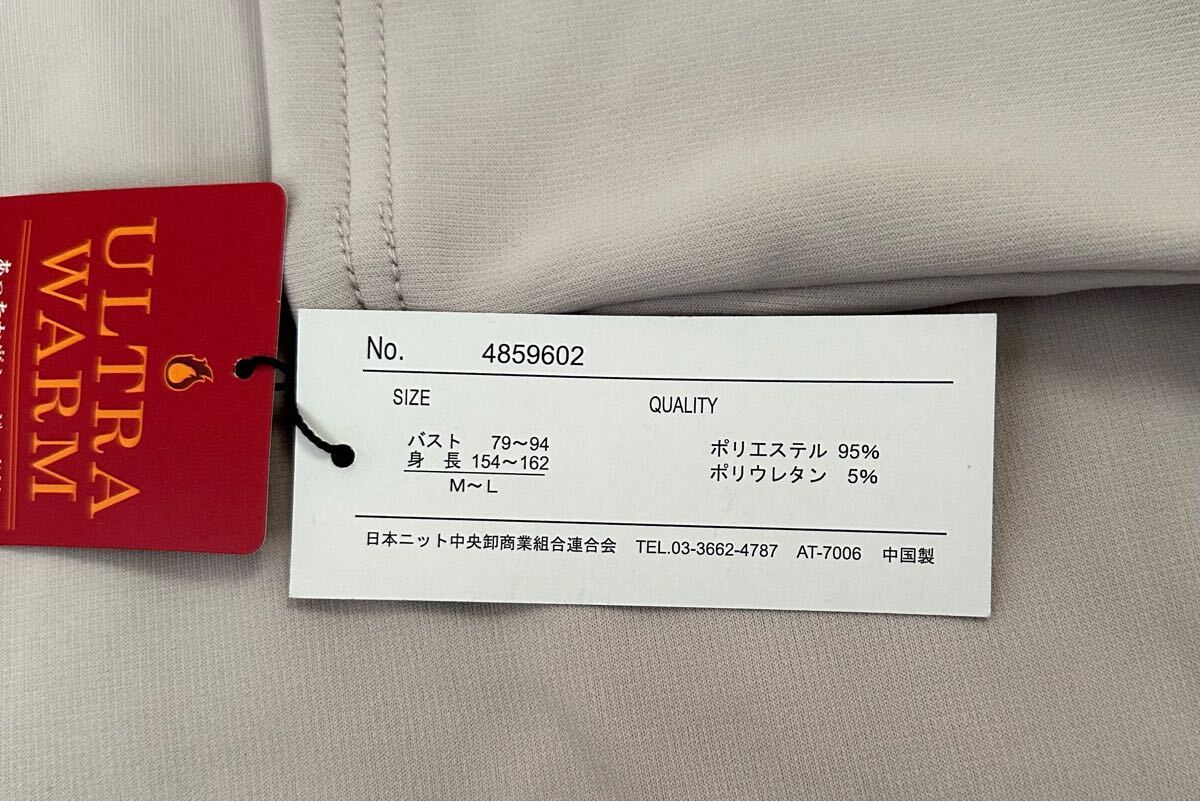 ULTRA
WARM
No. 4859602
SIZE
QUALITY
バスト 79〜94
身 長 154〜162
M〜L
ポリエステル 95%
ポリウレタン 5%
日本ニット中央卸商業組合連合会 TEL.03-3662-4787 AT-7006 中国製